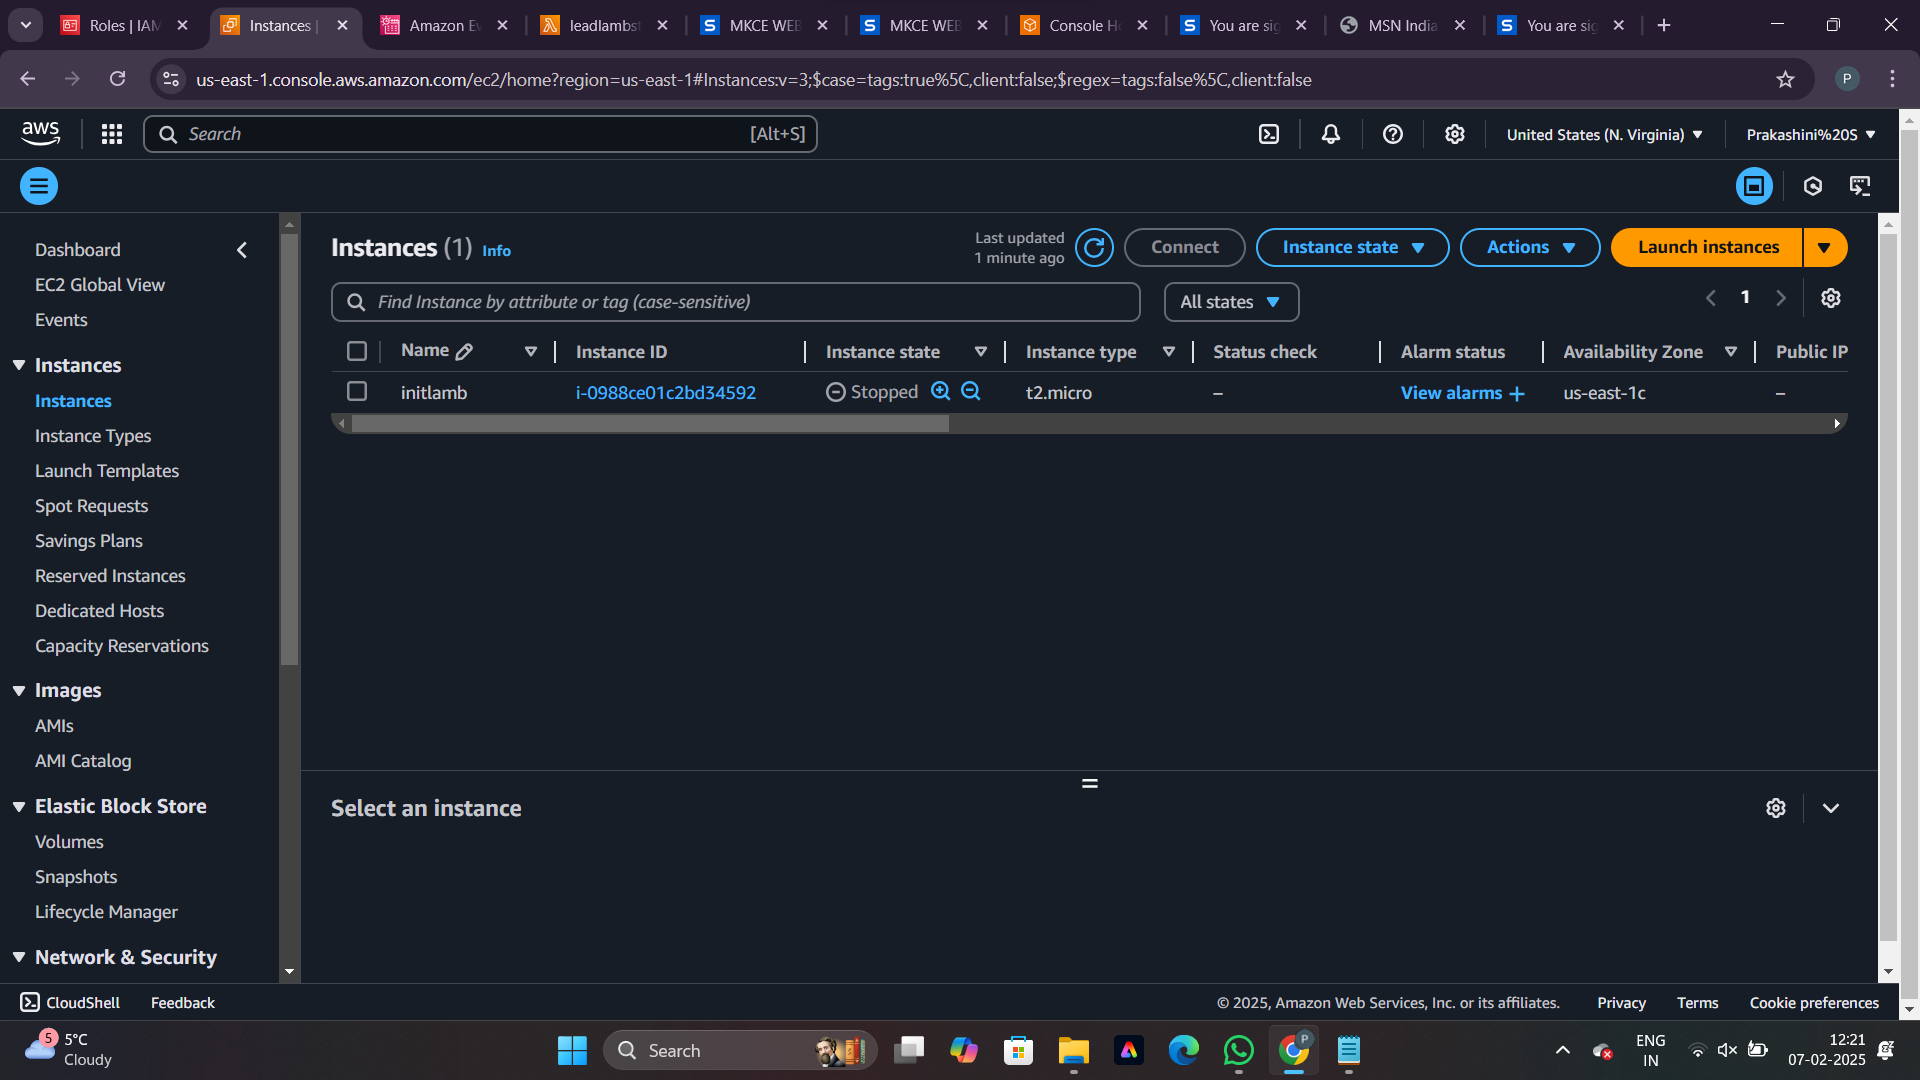 Roles | IAM
Instances |
Amazon Ev
leadlambst
MKCE WEB
MKCE WEB
Console Ho
You are sig
MSN India
You are sig
us-east-1.console.aws.amazon.com/ec2/home?region=us-east-1#Instances:v=3;$case=tags:true%5C,client:false;$regex=tags:false%5C,client:false
P
aws
Search
[Alt+S]
United States (N. Virginia)
Prakashini%20S
Dashboard
EC2 Global View
Events
Instances
Instances
Instance Types
Launch Templates
Spot Requests
Savings Plans
Reserved Instances
Dedicated Hosts
Capacity Reservations
Images
AMIs
AMI Catalog
Elastic Block Store
Volumes
Snapshots
Lifecycle Manager
Network & Security
Instances (1) Info
Last updated
1 minute ago
Connect
Instance state
Actions
Launch instances
Find Instance by attribute or tag (case-sensitive)
All states
1
Name
Instance ID
Instance state
Instance type
Status check
Alarm status
Availability Zone
Public IP
initlamb
i-0988ce01c2bd34592
Stopped
t2.micro
–
View alarms +
us-east-1c
–
Select an instance
CloudShell
Feedback
© 2025, Amazon Web Services, Inc. or its affiliates.
Privacy
Terms
Cookie preferences
5
5°C
Cloudy
Search
P
ENG
IN
12:21
07-02-2025